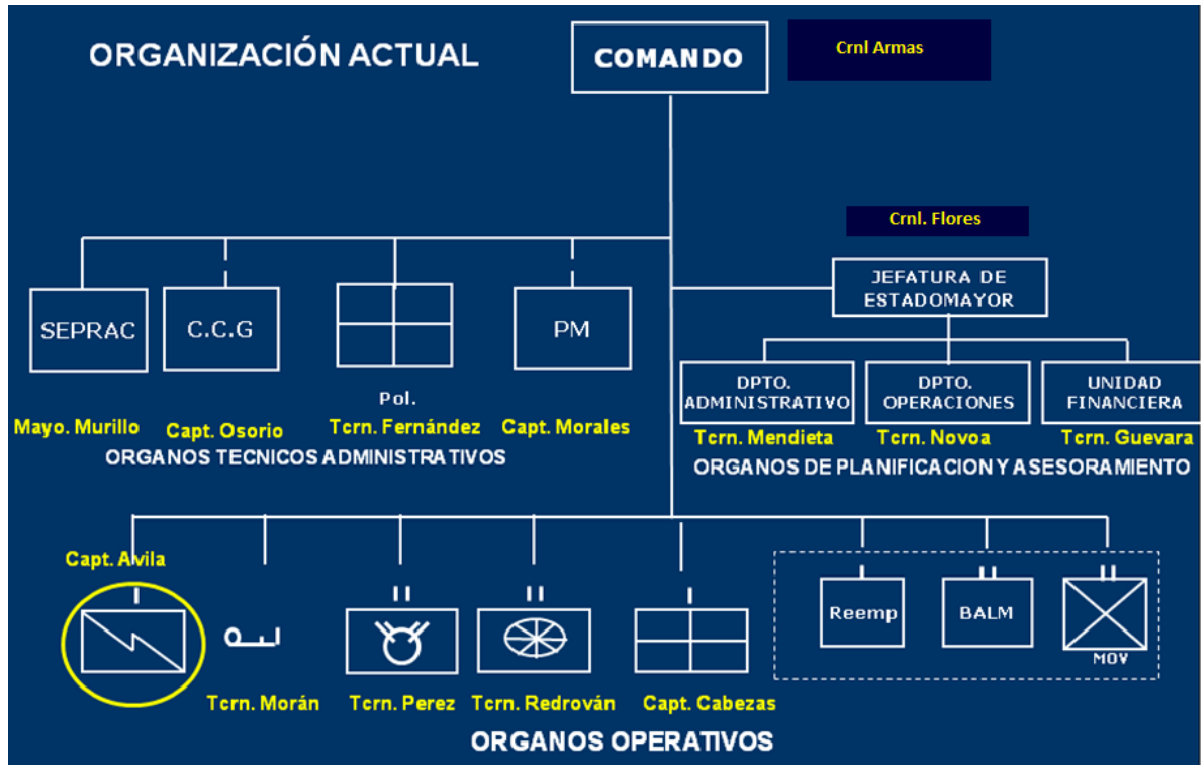 ORGANIZACIÓN ACTUAL
COMANDO
Crnl Armas
Crnl. Flores
JEFATURA DE
ESTADOMAYOR
SEPRAC
C.C.G
PM
Pol.
DPTO.
ADMINISTRATIVO
DPTO.
OPERACIONES
UNIDAD
FINANCIERA
Mayo. Murillo
Capt. Osorio
Tcrn. Fernández
Capt. Morales
Tcrn. Mendieta
Tcrn. Novoa
Tcrn. Guevara
ORGANOS TECNICOS ADMINISTRATIVOS
ORGANOS DE PLANIFICACION Y ASESORAMIENTO
Capt. Avila
Reemp
BALM
MOV
Tcrn. Morán
Tcrn. Perez
Tcrn. Redrován
Capt. Cabezas
ORGANOS OPERATIVOS